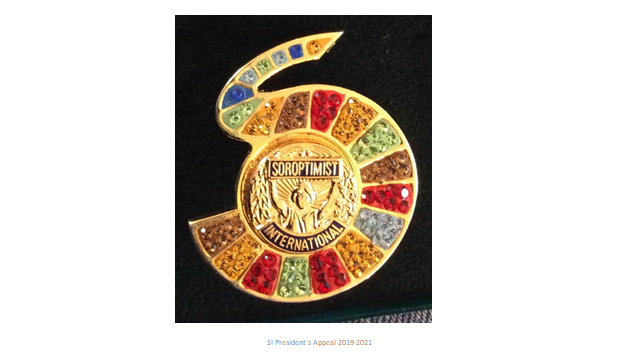 SOROPTIMIST
INTERNATIONAL
SI President's Appeal 2019-2021